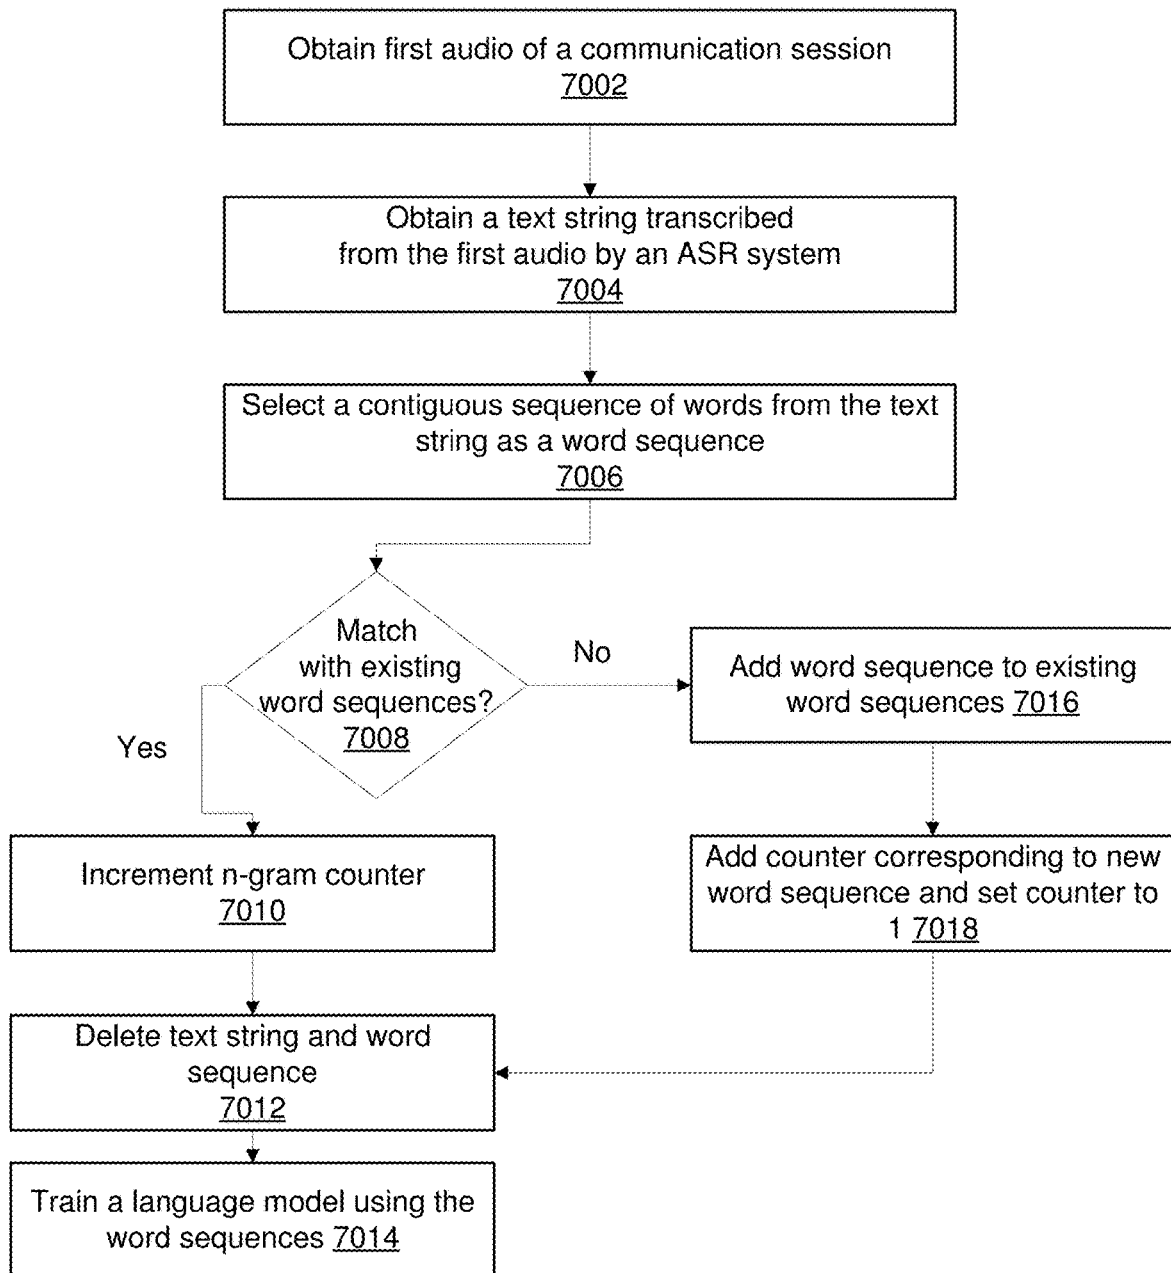 Obtain first audio of a communication session
7002
Obtain a text string transcribed
from the first audio by an ASR system
7004
Select a contiguous sequence of words from the text
string as a word sequence
7006
Match
with existing
word sequences?
7008
No
Add word sequence to existing
word sequences 7016
Yes
Increment n-gram counter
7010
Add counter corresponding to new
word sequence and set counter to
1 7018
Delete text string and word
sequence
7012
Train a language model using the
word sequences 7014